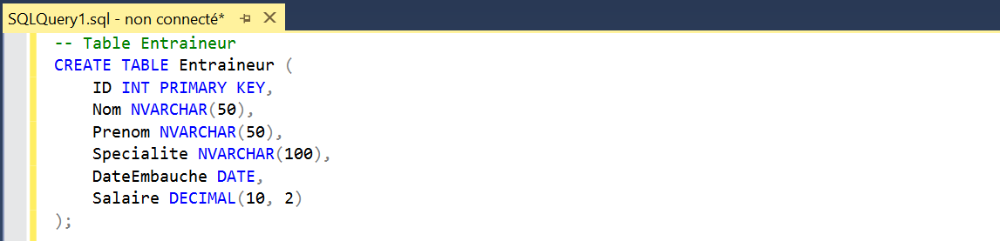 SQLQuery1.sql - non connecté*
-- Table Entraineur
CREATE TABLE Entraineur (
    ID INT PRIMARY KEY,
    Nom NVARCHAR(50),
    Prenom NVARCHAR(50),
    Specialite NVARCHAR(100),
    DateEmbauche DATE,
    Salaire DECIMAL(10, 2)
);